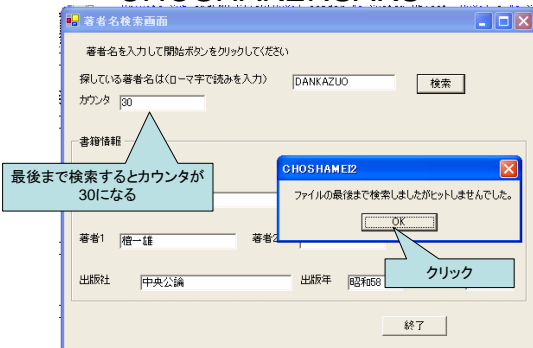 著者名検索画面
著者名を入力して開始ボタンをクリックしてください
探している著者名は(ローマ字で読みを入力)
DANKAZUO
検索
カウンタ
30
書籍情報
最後まで検索するとカウンタが
30になる
CHOSHAMEI2
ファイルの最後まで検索しましたがヒットしませんでした。
OK
著者1
檀一雄
著者2
クリック
出版社
中央公論
出版年
昭和58
終了